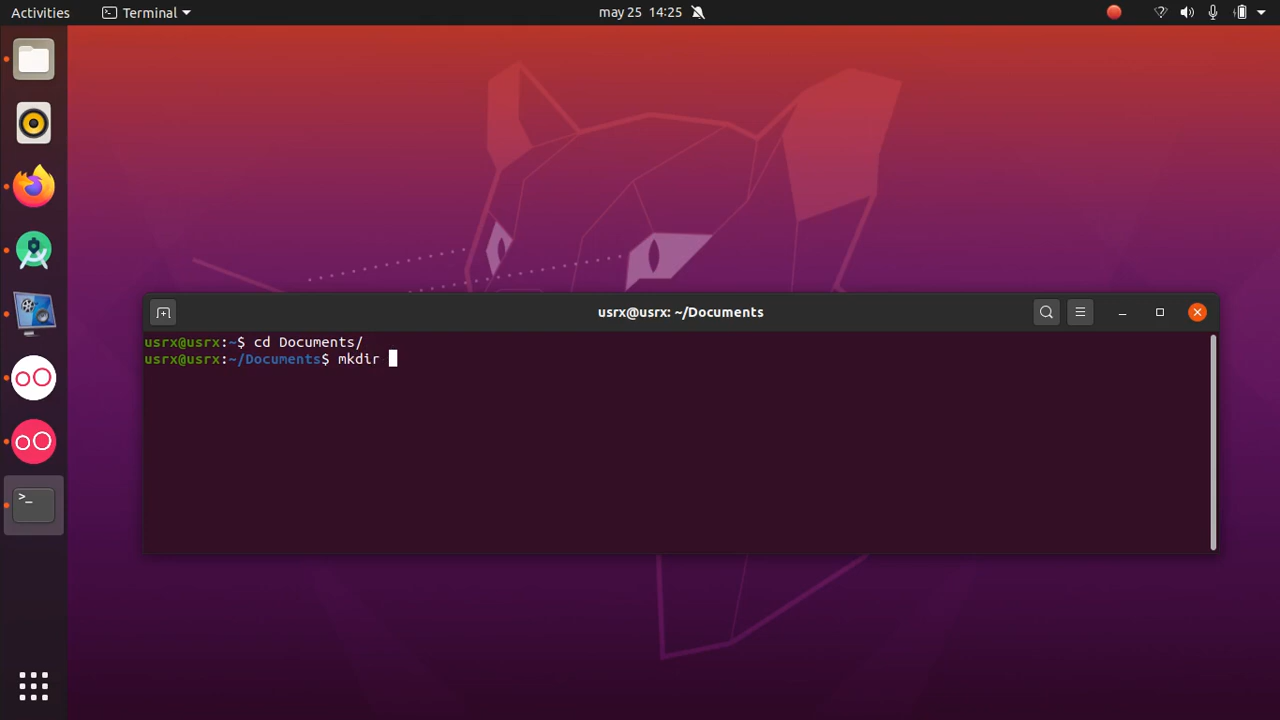 Activities
Terminal
may 25 14:25
usrx@usrx: ~/Documents
usrx@usrx:~$ cd Documents/
usrx@usrx:~/Documents$ mkdir